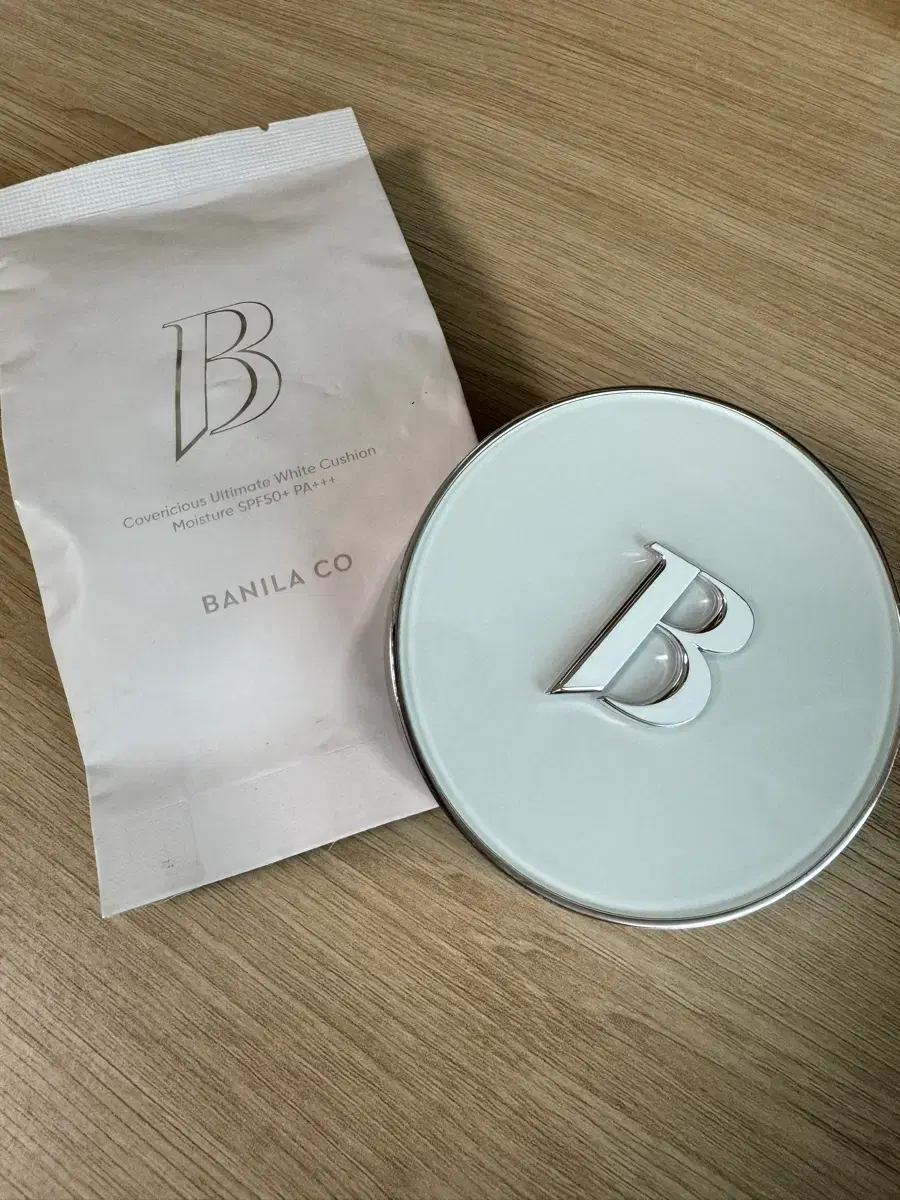 B
Covericious Ultimate White Cushion
Moisture SPF50+ PA+++
BANILA CO
B